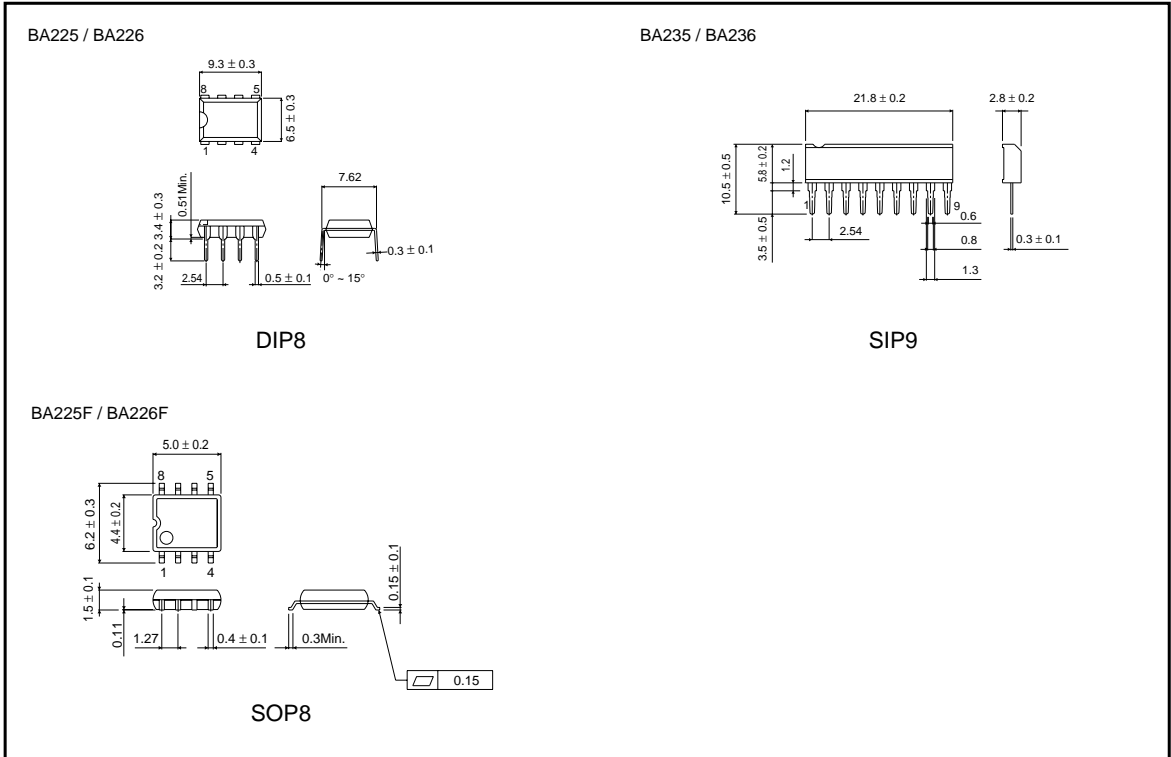 BA225 / BA226
9.3 ± 0.3
8 5
6.5 ± 0.3
1 4
0.51Min.
3.2 ± 0.2 3.4 ± 0.3
7.62
2.54
0.5 ± 0.1
0° ~ 15°
0.3 ± 0.1
DIP8
BA235 / BA236
21.8 ± 0.2
2.8 ± 0.2
10.5 ± 0.5
5.8 ± 0.2
1.2
3.5 ± 0.5
1 9
2.54
0.6
0.8
1.3
0.3 ± 0.1
SIP9
BA225F / BA226F
5.0 ± 0.2
8 5
6.2 ± 0.3
4.4 ± 0.2
1 4
1.5 ± 0.1
0.11
1.27
0.4 ± 0.1
0.3Min.
0.15 ± 0.1
0.15
SOP8